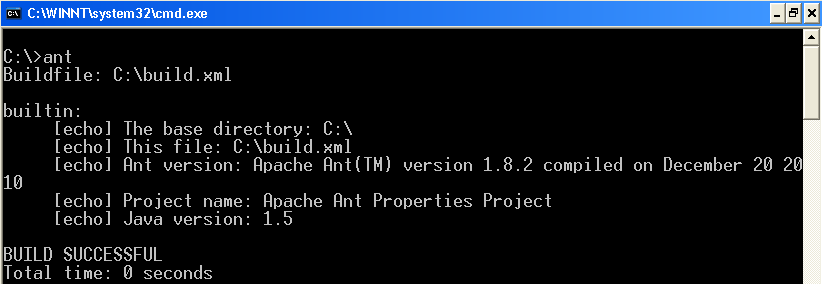 C:\WINNT\system32\cmd.exe
C:\>ant
Buildfile: C:\build.xml
builtin:
[echo] The base directory: C:\
[echo] This file: C:\build.xml
[echo] Ant version: Apache Ant(TM) version 1.8.2 compiled on December 20 20
10
[echo] Project name: Apache Ant Properties Project
[echo] Java version: 1.5
BUILD SUCCESSFUL
Total time: 0 seconds